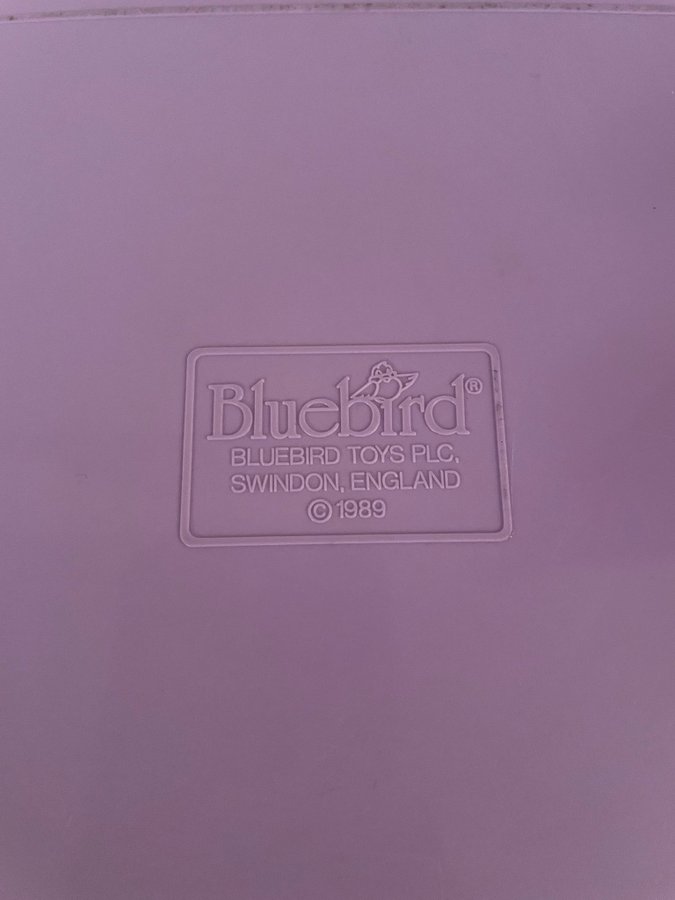 Bluebird®
BLUEBIRD TOYS PLC,
SWINDON, ENGLAND
©1989